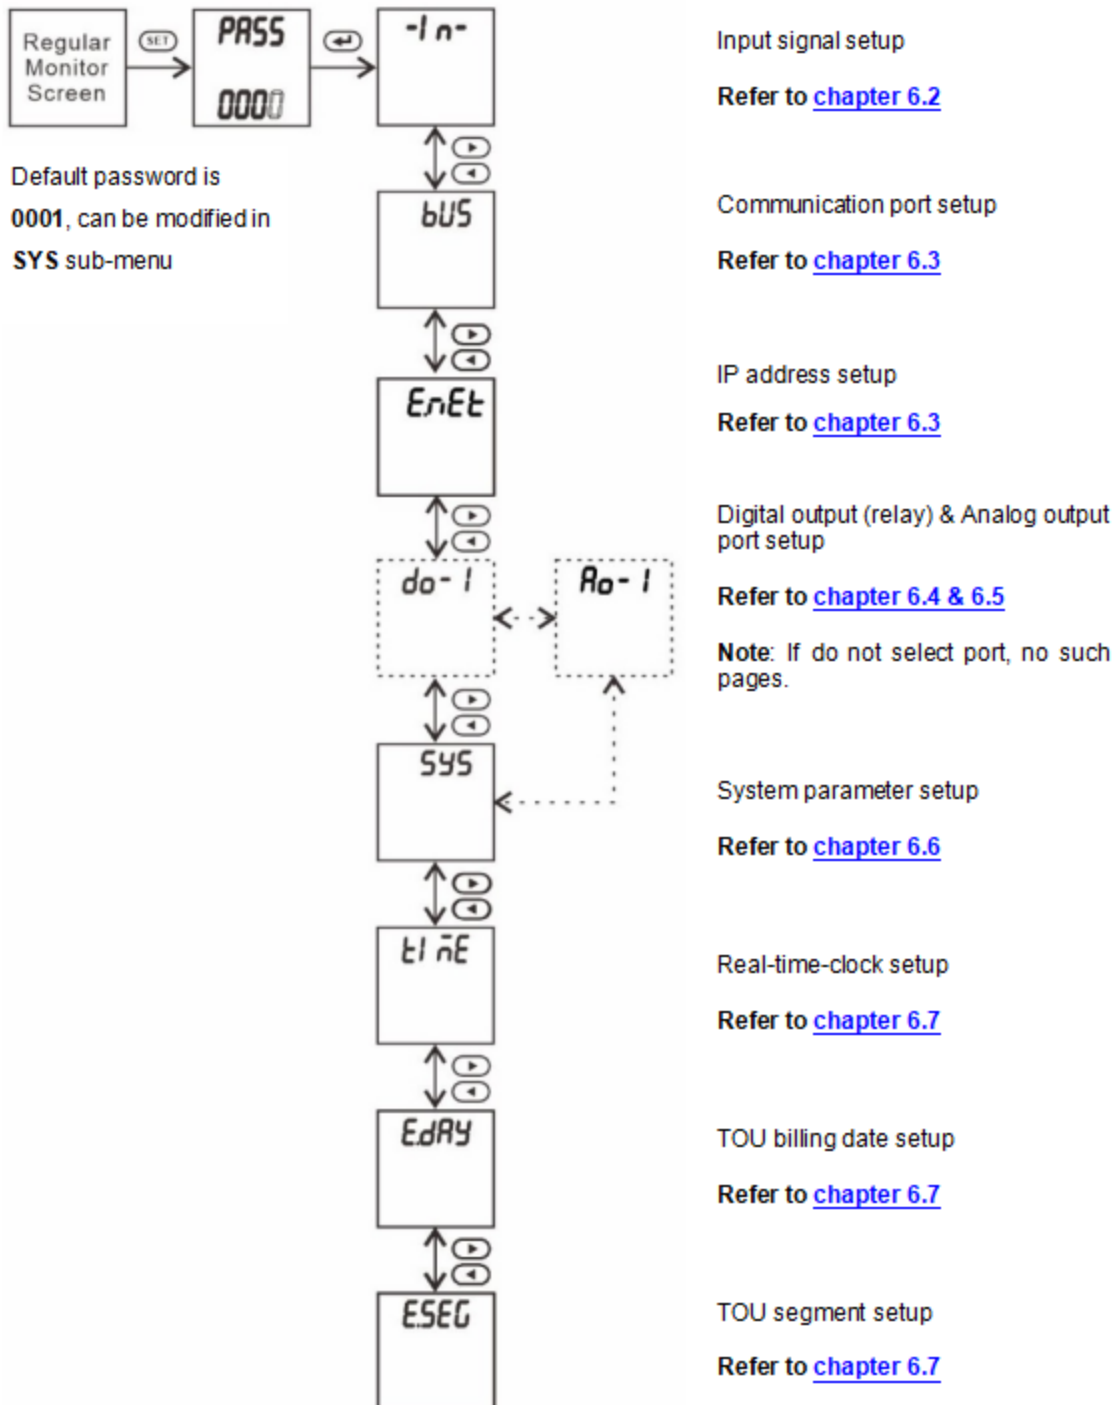 Regular
Monitor
Screen
SET
PASS
0000
-In-
Input signal setup
Refer to chapter 6.2
Default password is
0001, can be modified in
SYS sub-menu
bUS
Communication port setup
Refer to chapter 6.3
E.nEt
IP address setup
Refer to chapter 6.3
do-1
Ao-1
Digital output (relay) & Analog output
port setup
Refer to chapter 6.4 & 6.5
Note: If do not select port, no such
pages.
SYS
System parameter setup
Refer to chapter 6.6
tImE
Real-time-clock setup
Refer to chapter 6.7
E.dAY
TOU billing date setup
Refer to chapter 6.7
E.SEG
TOU segment setup
Refer to chapter 6.7